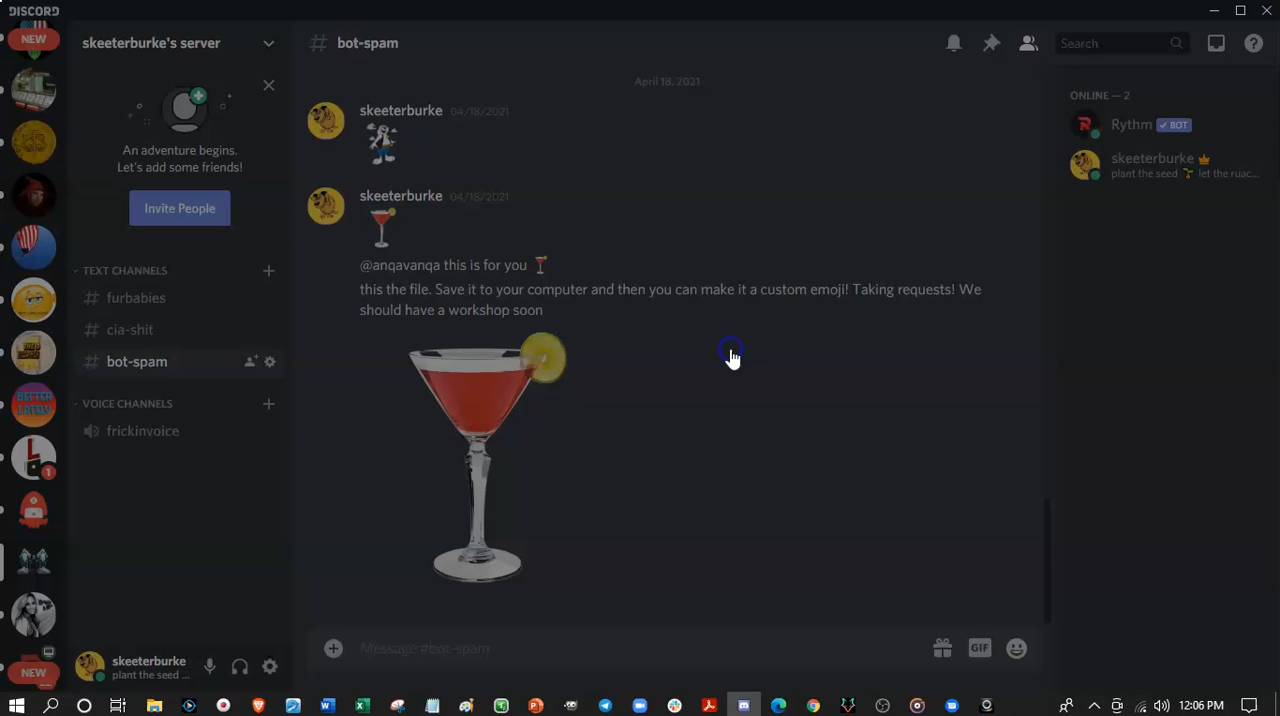 DISCORD
NEW
skeeterburke's server
bot-spam
Search
April 18, 2021
ONLINE — 2
skeeterburke 04/18/2021
Rythm BOT
An adventure begins.
Let's add some friends!
skeeterburke
plant the seed let the ruac...
skeeterburke 04/18/2021
Invite People
@anqavanqa this is for you
TEXT CHANNELS
this the file. Save it to your computer and then you can make it a custom emoji! Taking requests! We
should have a workshop soon
# furbabies
# cia-shit
# bot-spam
VOICE CHANNELS
BETTER
LATELY
frickinvoice
1
Message #bot-spam
GIF
skeeterburke
plant the seed ...
NEW
12:06 PM